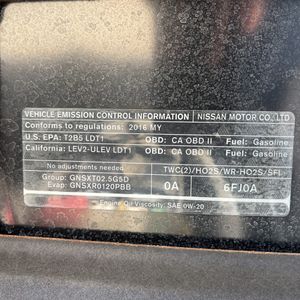 VEHICLE EMISSION CONTROL INFORMATION NISSAN MOTOR CO., LTD
Conforms to regulations: 2016 MY
U.S. EPA: T2B5 LDT1 OBD: CA OBD II Fuel: Gasoline
California: LEV2-ULEV LDT1 OBD: CA OBD II Fuel: Gasoline
No adjustments needed TWC(2)/HO2S/WR-HO2S/SFI
Group: GNSXT02.5G5D
Evap: GNSXR0120PBB 0A 6FJ0A
Engine Oil Viscosity: SAE 0W-20